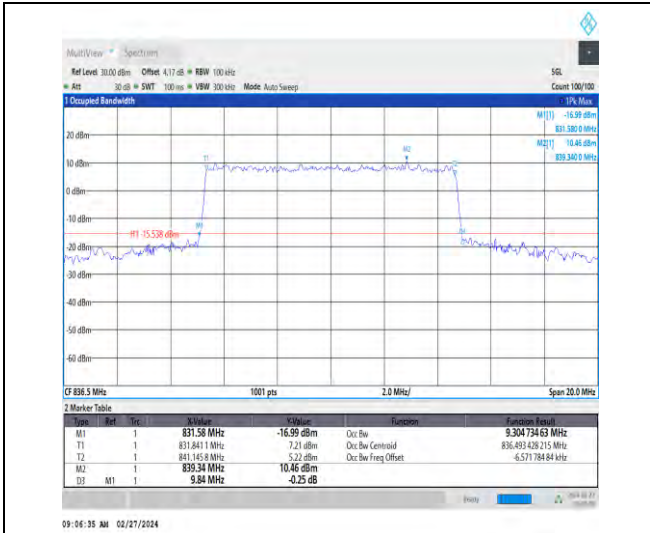 MultiView Spectrum
Ref Level 30.00 dBm Offset 4.17 dB RBW 100 kHz SGL
Att 30 dB SWT 100 ms VBW 300 kHz Mode Auto Sweep Count 100/100
1 Occupied Bandwidth 1Pk Max
M1[1] -16.99 dBm
831.580 0 MHz
M2[1] 10.46 dBm
839.340 0 MHz
20 dBm
M2
T1
10 dBm
0 dBm
-10 dBm
M1
H1 -15.538 dBm
-20 dBm
-30 dBm
-40 dBm
-50 dBm
-60 dBm
CF 836.5 MHz 1001 pts 2.0 MHz/ Span 20.0 MHz
2 Marker Table
Type Ref Trc X-Value Y-Value Function Function Result
M1 1 831.58 MHz -16.99 dBm Occ Bw 9.304 734 63 MHz
T1 1 831.841 1 MHz 7.21 dBm Occ Bw Centroid 836.493 428 215 MHz
T2 1 841.145 8 MHz 5.22 dBm Occ Bw Freq Offset -6.571 784 84 kHz
M2 1 839.34 MHz 10.46 dBm
D3 M1 1 9.84 MHz -0.25 dB
09:06:35 AM 02/27/2024